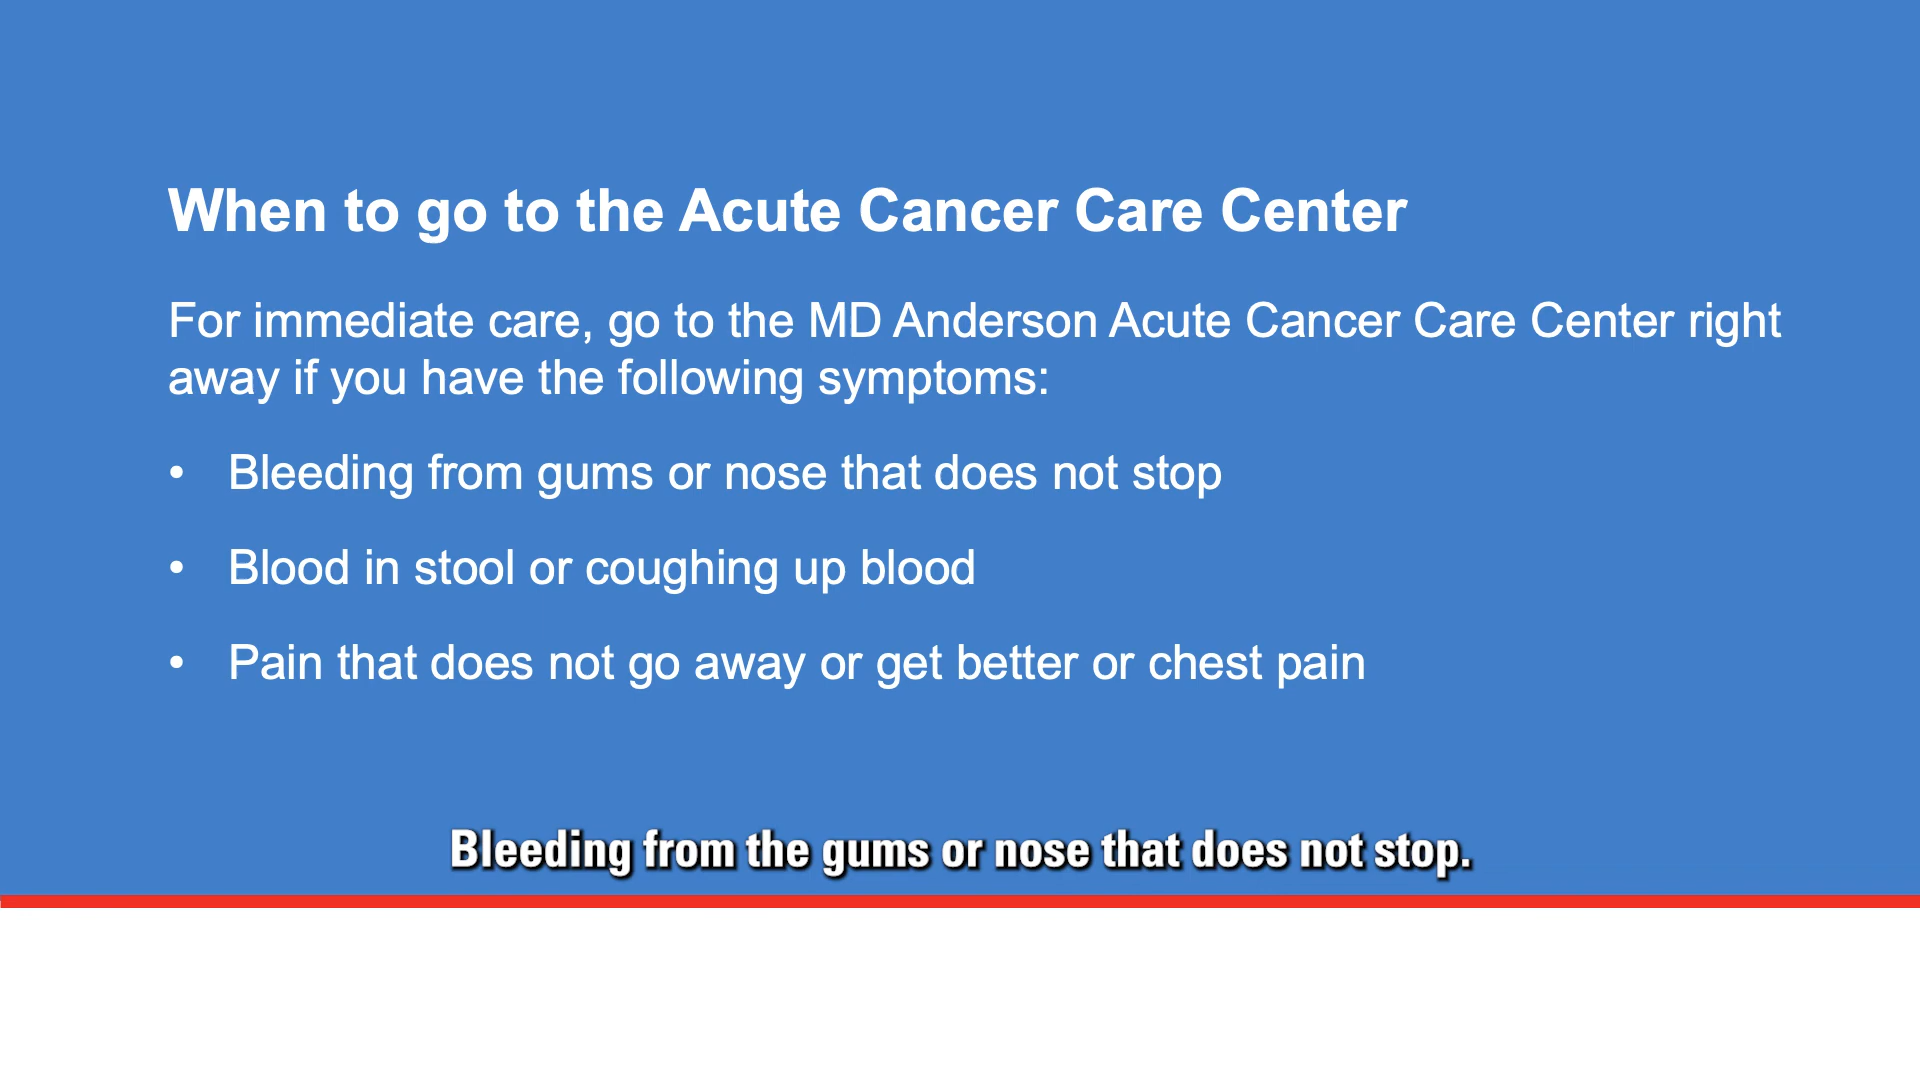 When to go to the Acute Cancer Care Center
For immediate care, go to the MD Anderson Acute Cancer Care Center right
away if you have the following symptoms:
• Bleeding from gums or nose that does not stop
• Blood in stool or coughing up blood
• Pain that does not go away or get better or chest pain
Bleeding from the gums or nose that does not stop.